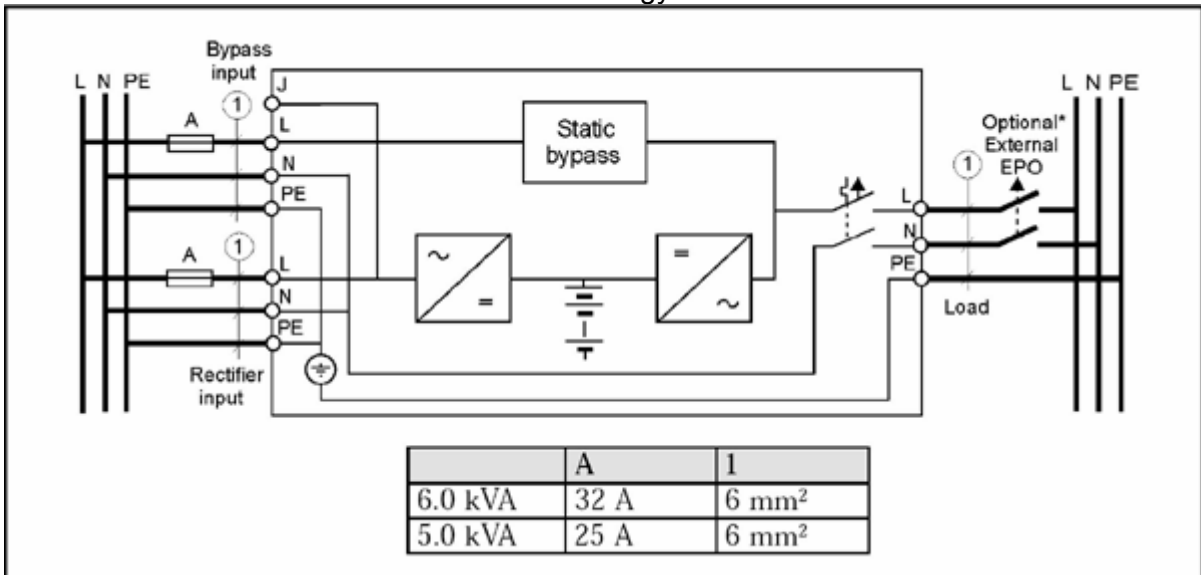 gy
Bypass
input
L N PE
J
1
A
L
N
PE
Static
bypass
Optional*
External
EPO
L N PE
1
L
N
PE
Load
1
A
L
N
PE
Rectifier
input
~
=
=
~
A 1
6.0 kVA 32 A 6 mm²
5.0 kVA 25 A 6 mm²